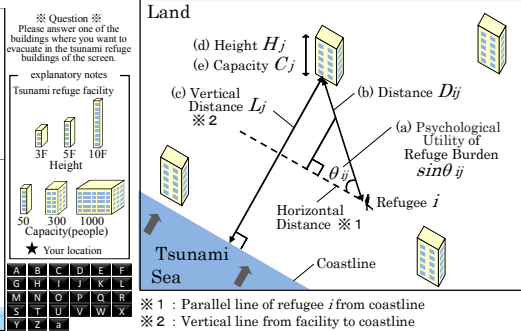 ※ Question ※
Please answer one of the
buildings where you want to
evacuate in the tsunami refuge
buildings of the screen.
explanatory notes
Tsunami refuge facility
3F 5F 10F
Height
50 300 1000
Capacity(people)
★ Your location
A B C D E F
G H I J K L
M N O P Q R
S T U V W X
Y Z a
Land
(d) Height Hj
(e) Capacity Cj
(c) Vertical
Distance Lj
※ 2
(b) Distance Dij
(a) Psychological
Utility of
Refuge Burden
sinθ ij
θ ij
Refugee i
Horizontal
Distance ※ 1
Tsunami
Sea
Coastline
※ 1 : Parallel line of refugee i from coastline
※ 2 : Vertical line from facility to coastline